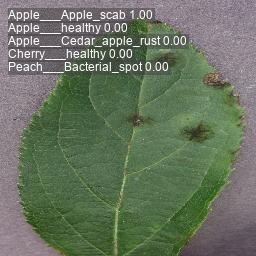 Apple___Apple_scab 1.00
Apple___healthy 0.00
Apple___Cedar_apple_rust 0.00
Cherry___healthy 0.00
Peach___Bacterial_spot 0.00